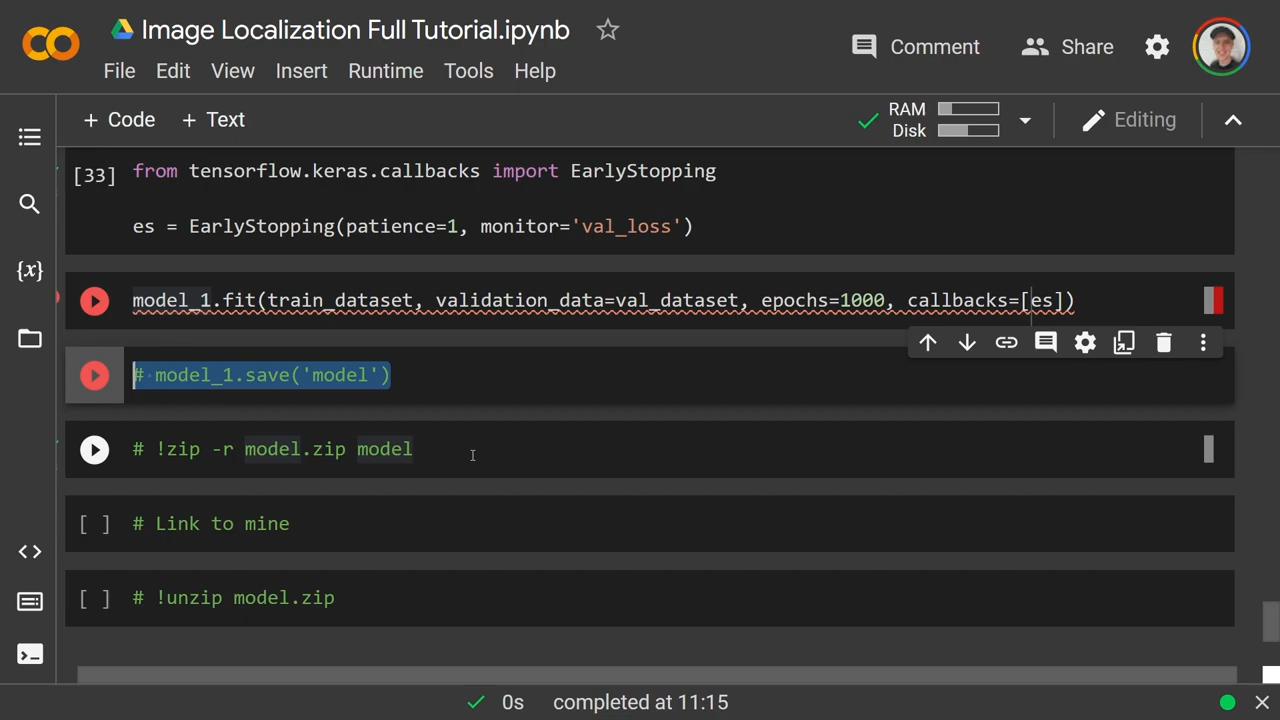 Image Localization Full Tutorial.ipynb
File Edit View Insert Runtime Tools Help
Comment Share
+ Code + Text
RAM
Disk
Editing
[33] from tensorflow.keras.callbacks import EarlyStopping
es = EarlyStopping(patience=1, monitor='val_loss')
model_1.fit(train_dataset, validation_data=val_dataset, epochs=1000, callbacks=[es])
# model_1.save('model')
# !zip -r model.zip model
[ ] # Link to mine
[ ] # !unzip model.zip
{x}
0s completed at 11:15